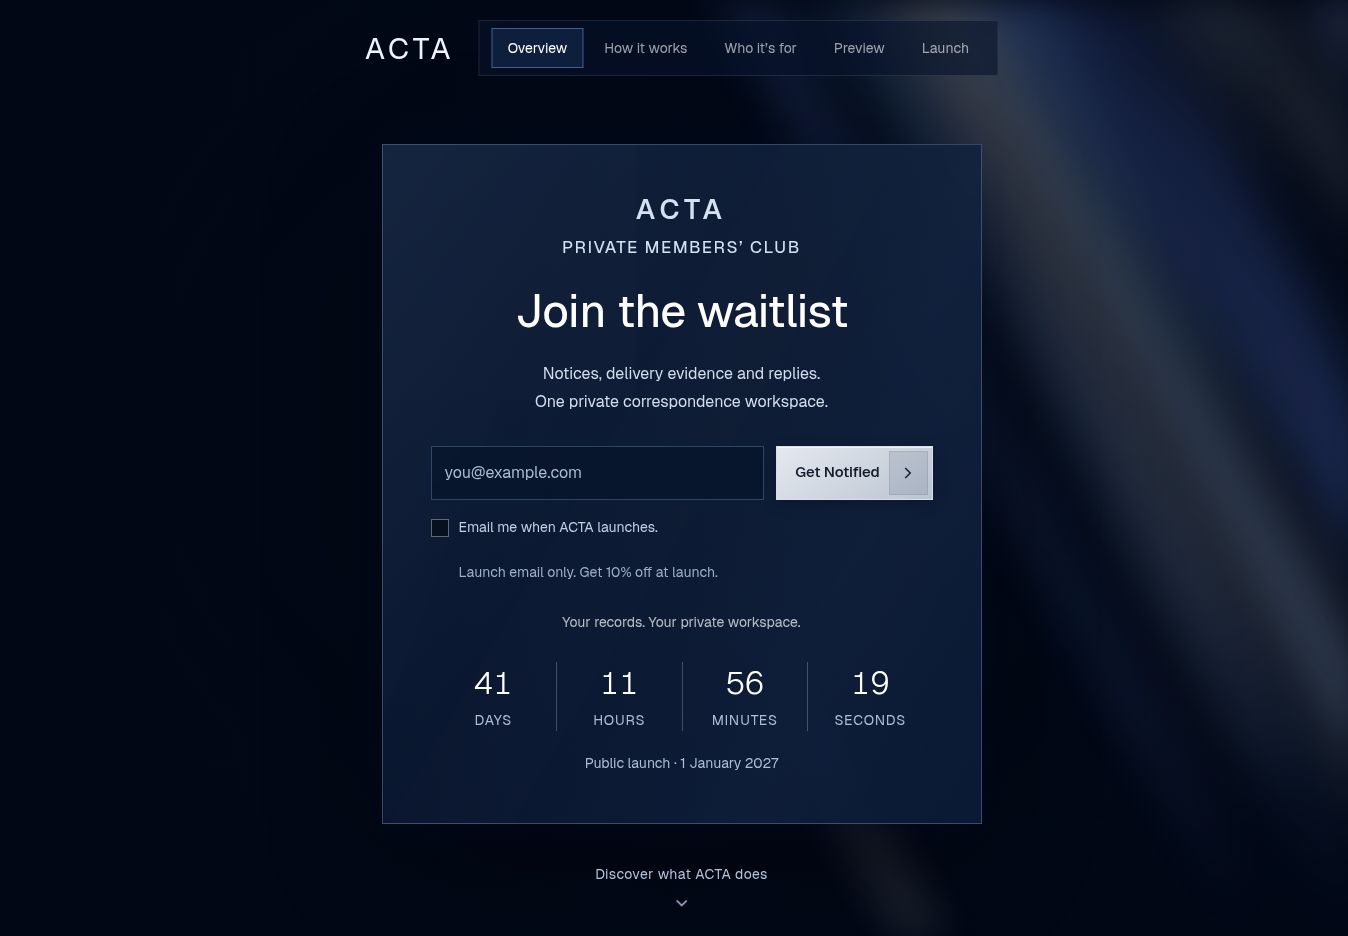 ACTA
Overview
How it works
Who it's for
Preview
Launch
ACTA
PRIVATE MEMBERS’ CLUB
Join the waitlist
Notices, delivery evidence and replies.
One private correspondence workspace.
you@example.com
Get Notified
Email me when ACTA launches.
Launch email only. Get 10% off at launch.
Your records. Your private workspace.
41 11 56 19
DAYS HOURS MINUTES SECONDS
Public launch · 1 January 2027
Discover what ACTA does